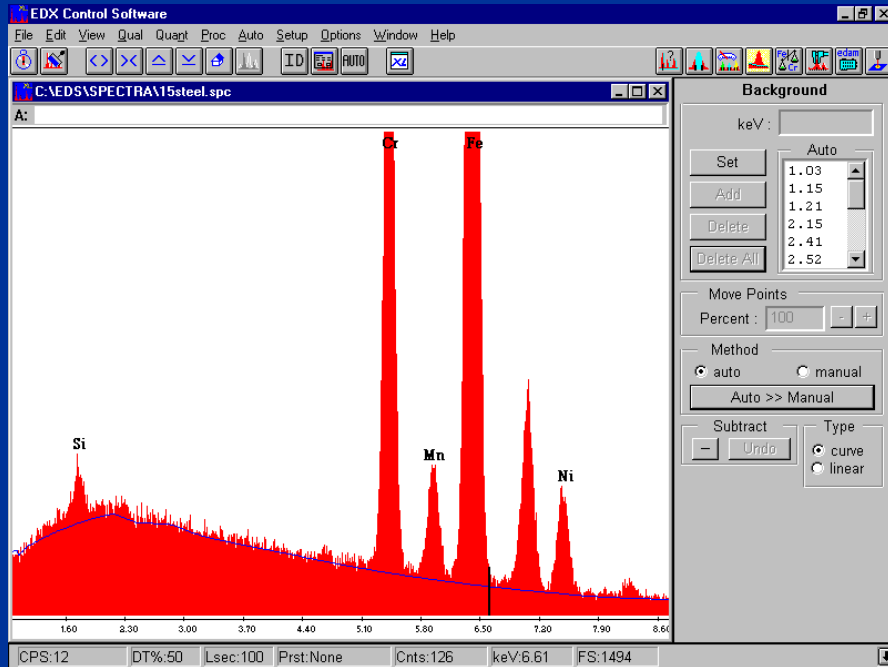 EDX Control Software
File Edit View Qual Quant Proc Auto Setup Options Window Help
ID AUTO XL Fe Cr edam
C:\EDS\SPECTRA\15steel.spc
A:
Cr Fe
Si Mn Ni
1.60 2.30 3.00 3.70 4.40 5.10 5.80 6.50 7.20 7.90 8.60
Background
keV :
Auto
Set
Add
Delete
Delete All
1.03
1.15
1.21
2.15
2.41
2.52
Move Points
Percent : 100 - +
Method
auto manual
Auto >> Manual
Subtract
– Undo
Type
curve
linear
CPS:12 DT%:50 Lsec:100 Prst:None Cnts:126 keV:6.61 FS:1494